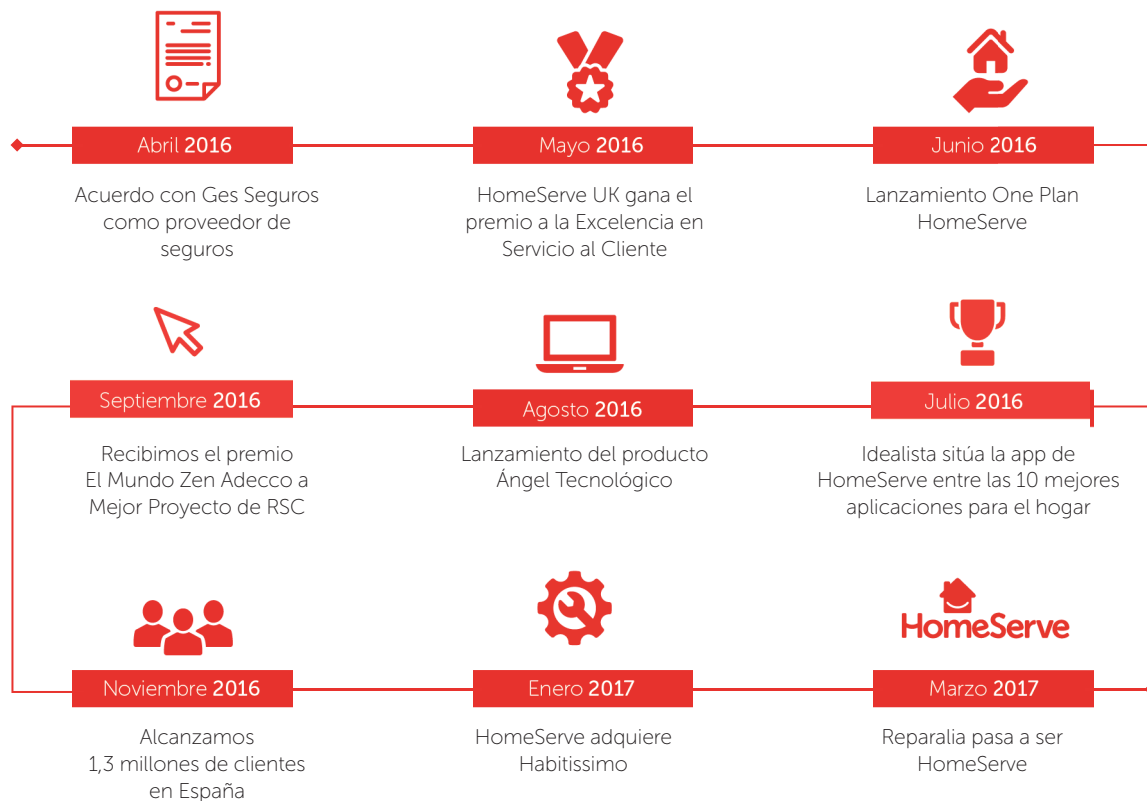 Abril 2016
Acuerdo con Ges Seguros
como proveedor de
seguros
Mayo 2016
HomeServe UK gana el
premio a la Excelencia en
Servicio al Cliente
Junio 2016
Lanzamiento One Plan
HomeServe
Julio 2016
Idealista sitúa la app de
HomeServe entre las 10 mejores
aplicaciones para el hogar
Agosto 2016
Lanzamiento del producto
Ángel Tecnológico
Septiembre 2016
Recibimos el premio
El Mundo Zen Adecco a
Mejor Proyecto de RSC
Noviembre 2016
Alcanzamos
1,3 millones de clientes
en España
Enero 2017
HomeServe adquiere
Habitissimo
HomeServe
Marzo 2017
Reparalia pasa a ser
HomeServe